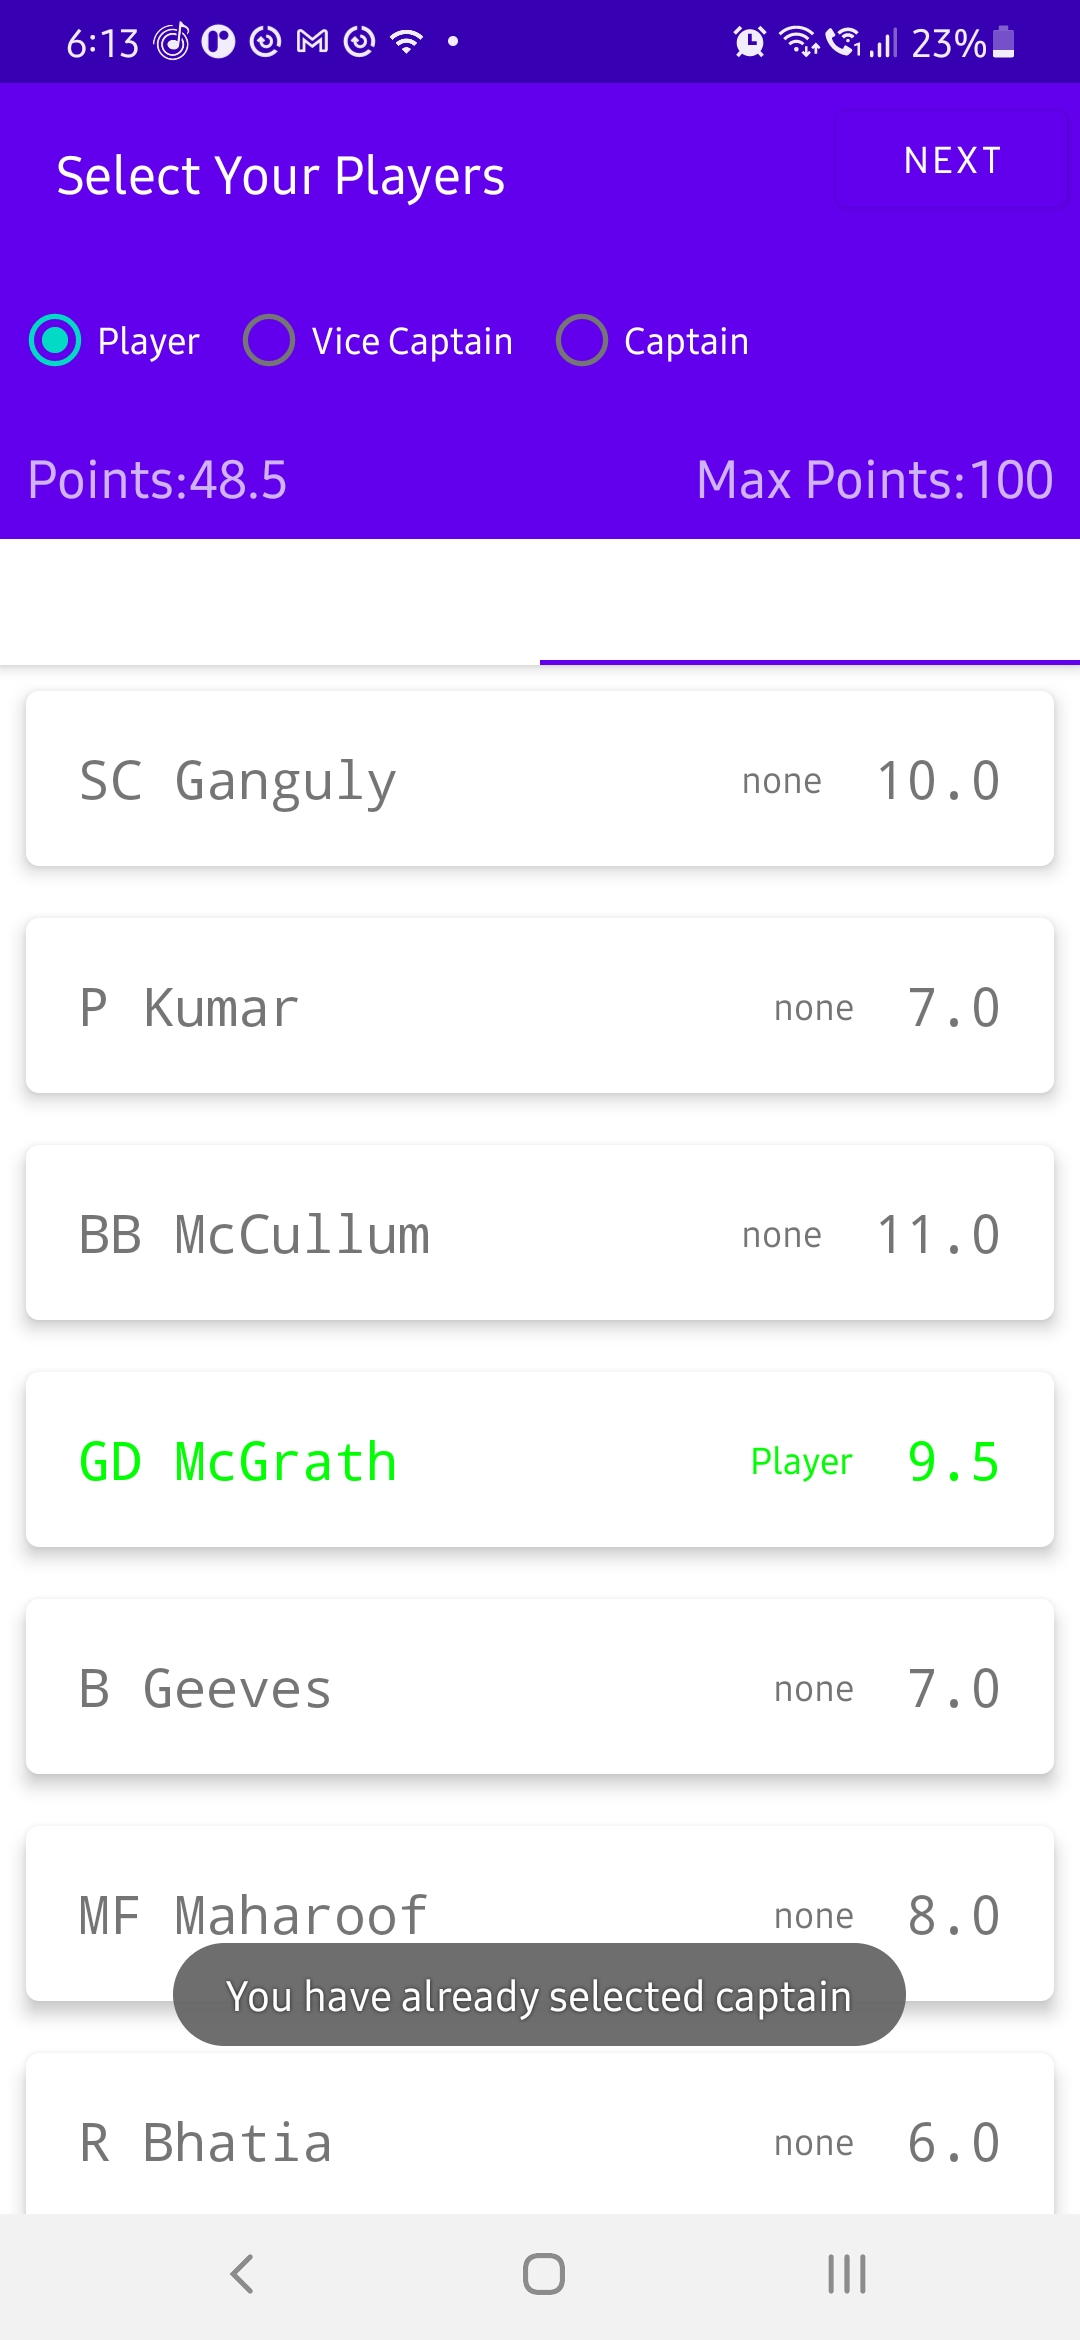 6:13 23%
Select Your Players NEXT
Player Vice Captain Captain
Points:48.5 Max Points:100
SC Ganguly none 10.0
P Kumar none 7.0
BB McCullum none 11.0
GD McGrath Player 9.5
B Geeves none 7.0
MF Maharoof none 8.0
You have already selected captain
R Bhatia none 6.0